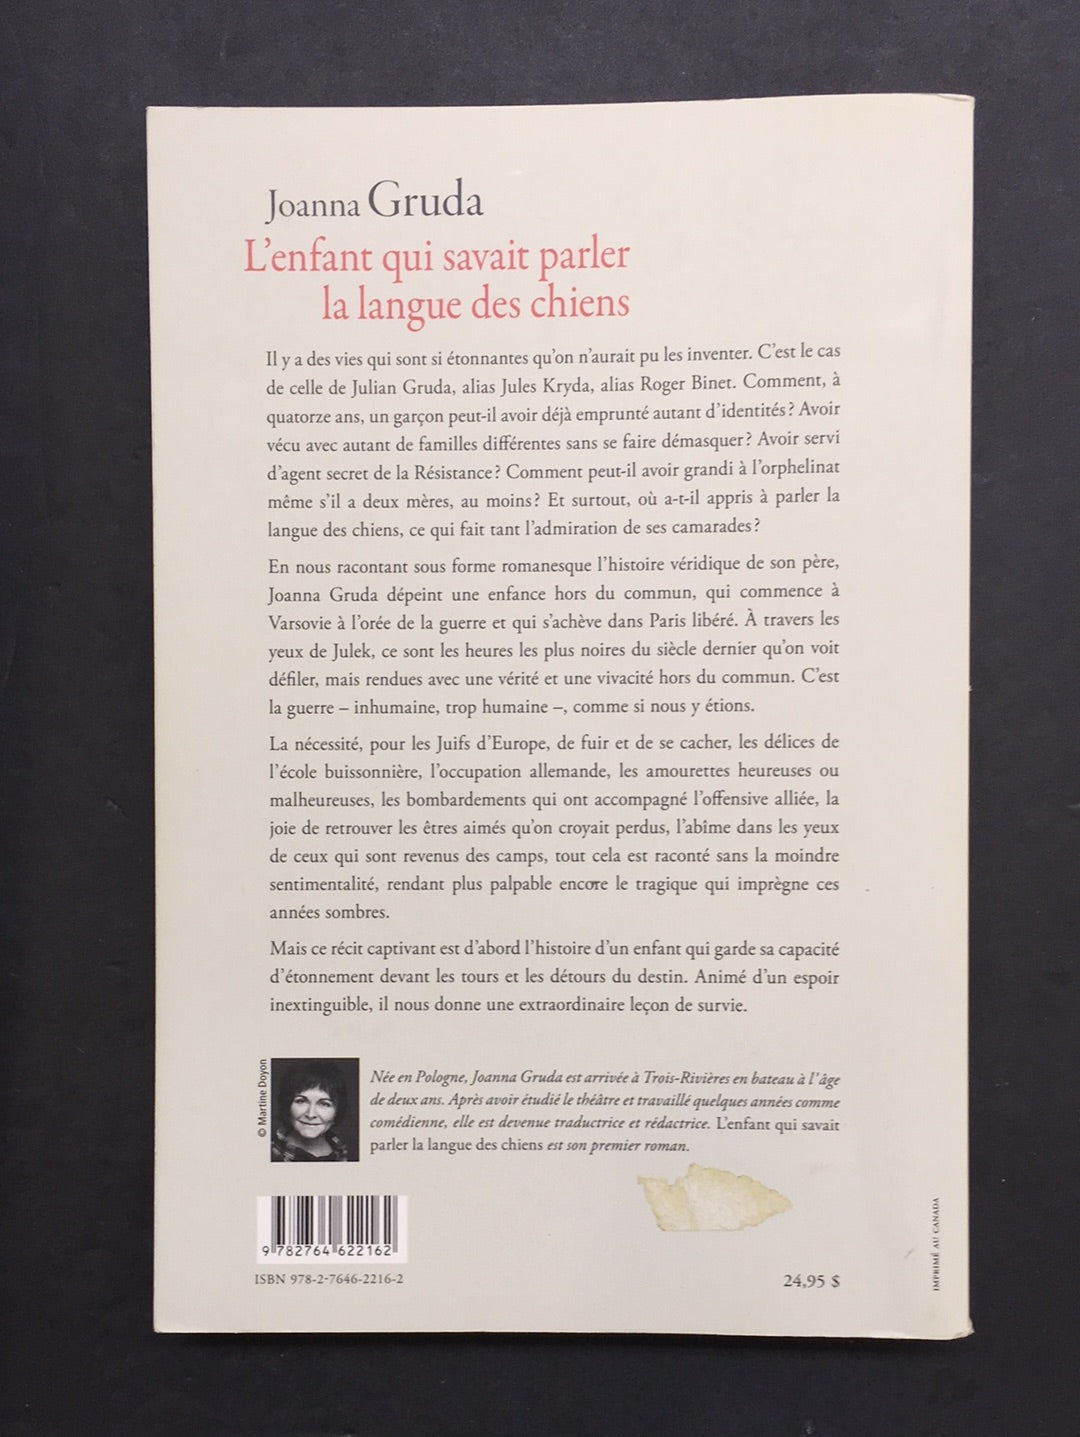 Joanna Gruda
L'enfant qui savait parler
la langue des chiens
Il y a des vies qui sont si étonnantes qu'on n'aurait pu les inventer. C'est le cas
de celle de Julian Gruda, alias Jules Kryda, alias Roger Binet. Comment, à
quatorze ans, un garçon peut-il avoir déjà emprunté autant d'identités ? Avoir
vécu avec autant de familles différentes sans se faire démasquer ? Avoir servi
d'agent secret de la Résistance ? Comment peut-il avoir grandi à l'orphelinat
même s'il a deux mères, au moins ? Et surtout, où a-t-il appris à parler la
langue des chiens, ce qui fait tant l'admiration de ses camarades ?
En nous racontant sous forme romanesque l'histoire véridique de son père,
Joanna Gruda dépeint une enfance hors du commun, qui commence à
Varsovie à l'orée de la guerre et qui s'achève dans Paris libéré. À travers les
yeux de Julek, ce sont les heures les plus noires du siècle dernier qu'on voit
défiler, mais rendues avec une vérité et une vivacité hors du commun. C'est
la guerre – inhumaine, trop humaine –, comme si nous y étions.
La nécessité, pour les Juifs d'Europe, de fuir et de se cacher, les délices de
l'école buissonnière, l'occupation allemande, les amourettes heureuses ou
malheureuses, les bombardements qui ont accompagné l'offensive alliée, la
joie de retrouver les êtres aimés qu'on croyait perdus, l'abîme dans les yeux
de ceux qui sont revenus des camps, tout cela est raconté sans la moindre
sentimentalité, rendant plus palpable encore le tragique qui imprègne ces
années sombres.
Mais ce récit captivant est d'abord l'histoire d'un enfant qui garde sa capacité
d'étonnement devant les tours et les détours du destin. Animé d'un espoir
inextinguible, il nous donne une extraordinaire leçon de survie.
© Martine Doyon
Née en Pologne, Joanna Gruda est arrivée à Trois-Rivières en bateau à l'âge
de deux ans. Après avoir étudié le théâtre et travaillé quelques années comme
comédienne, elle est devenue traductrice et rédactrice. L'enfant qui savait
parler la langue des chiens est son premier roman.
9 782764 622162
ISBN 978-2-7646-2216-2
24,95 $
IMPRIMÉ AU CANADA